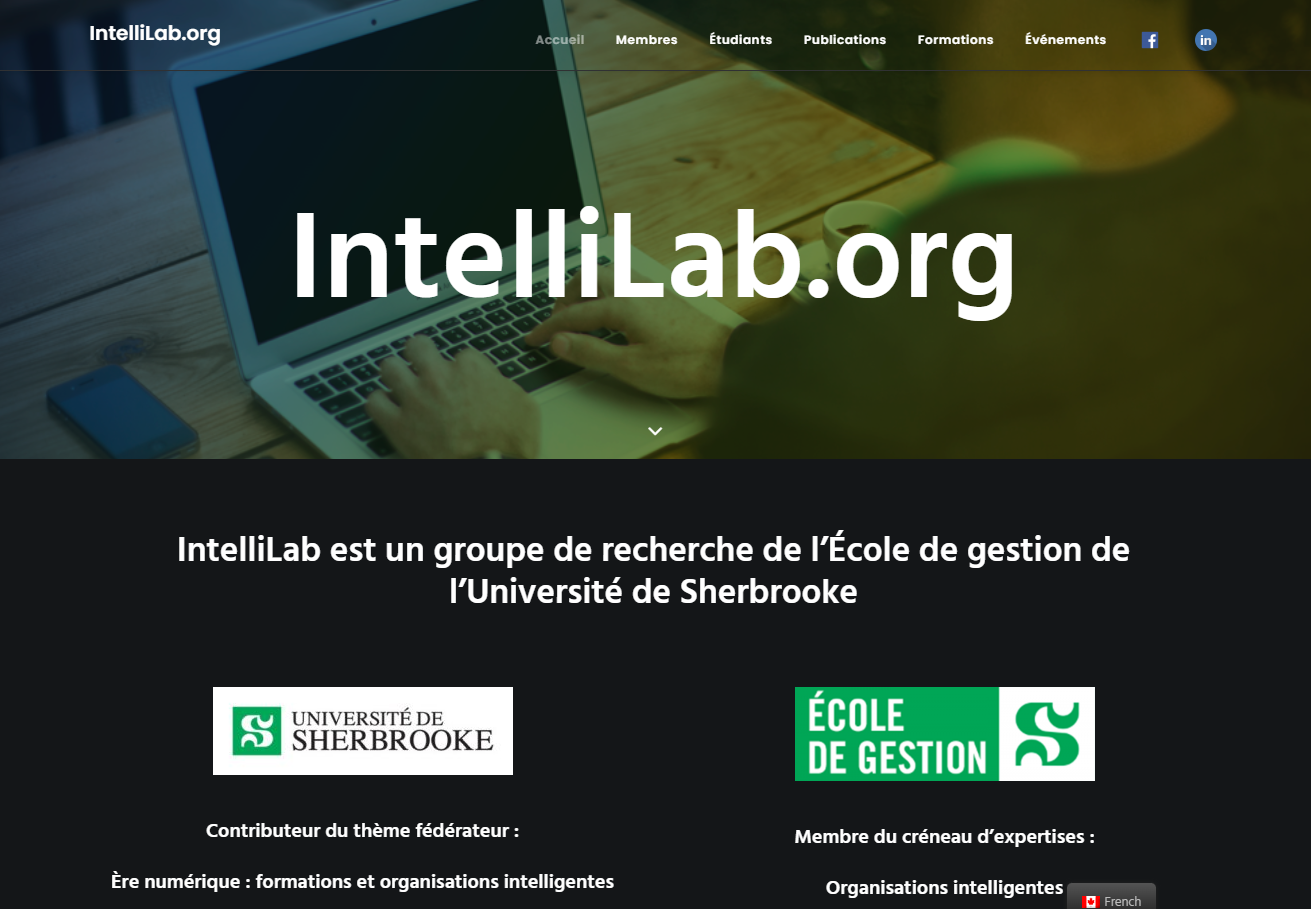 IntelliLab.org
Accueil Membres Étudiants Publications Formations Événements
in
IntelliLab.org
IntelliLab est un groupe de recherche de l’École de gestion de
l’Université de Sherbrooke
UNIVERSITÉ DE
SHERBROOKE
ÉCOLE
DE GESTION
Contributeur du thème fédérateur :
Ère numérique : formations et organisations intelligentes
Membre du créneau d’expertises :
Organisations intelligentes
French